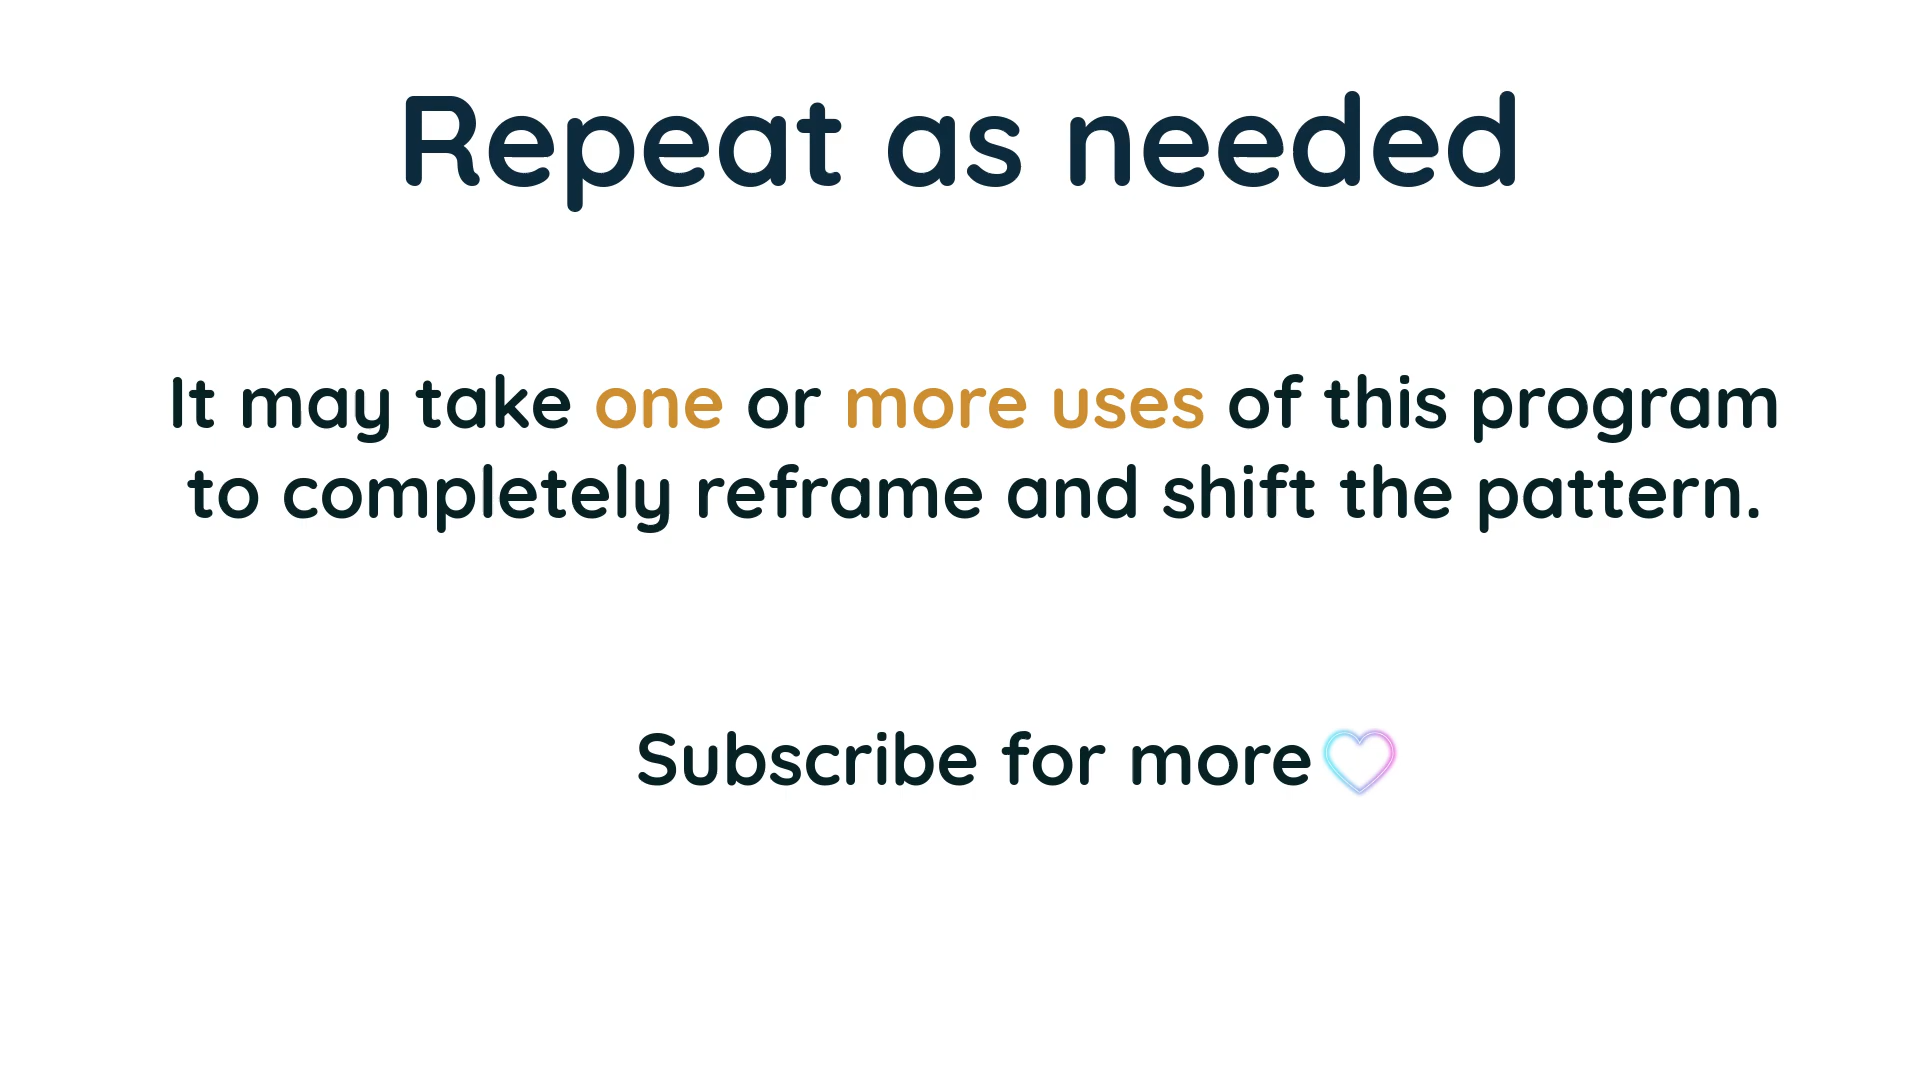 Repeat as needed
It may take one or more uses of this program
to completely reframe and shift the pattern.
Subscribe for more